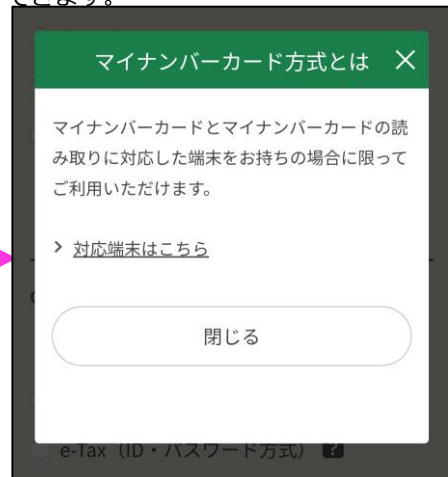 できます。
マイナンバーカード方式とは ×
マイナンバーカードとマイナンバーカードの読
み取りに対応した端末をお持ちの場合に限って
ご利用いただけます。
> 対応端末はこちら
閉じる
e-Tax(ID・パスワード方式) ?